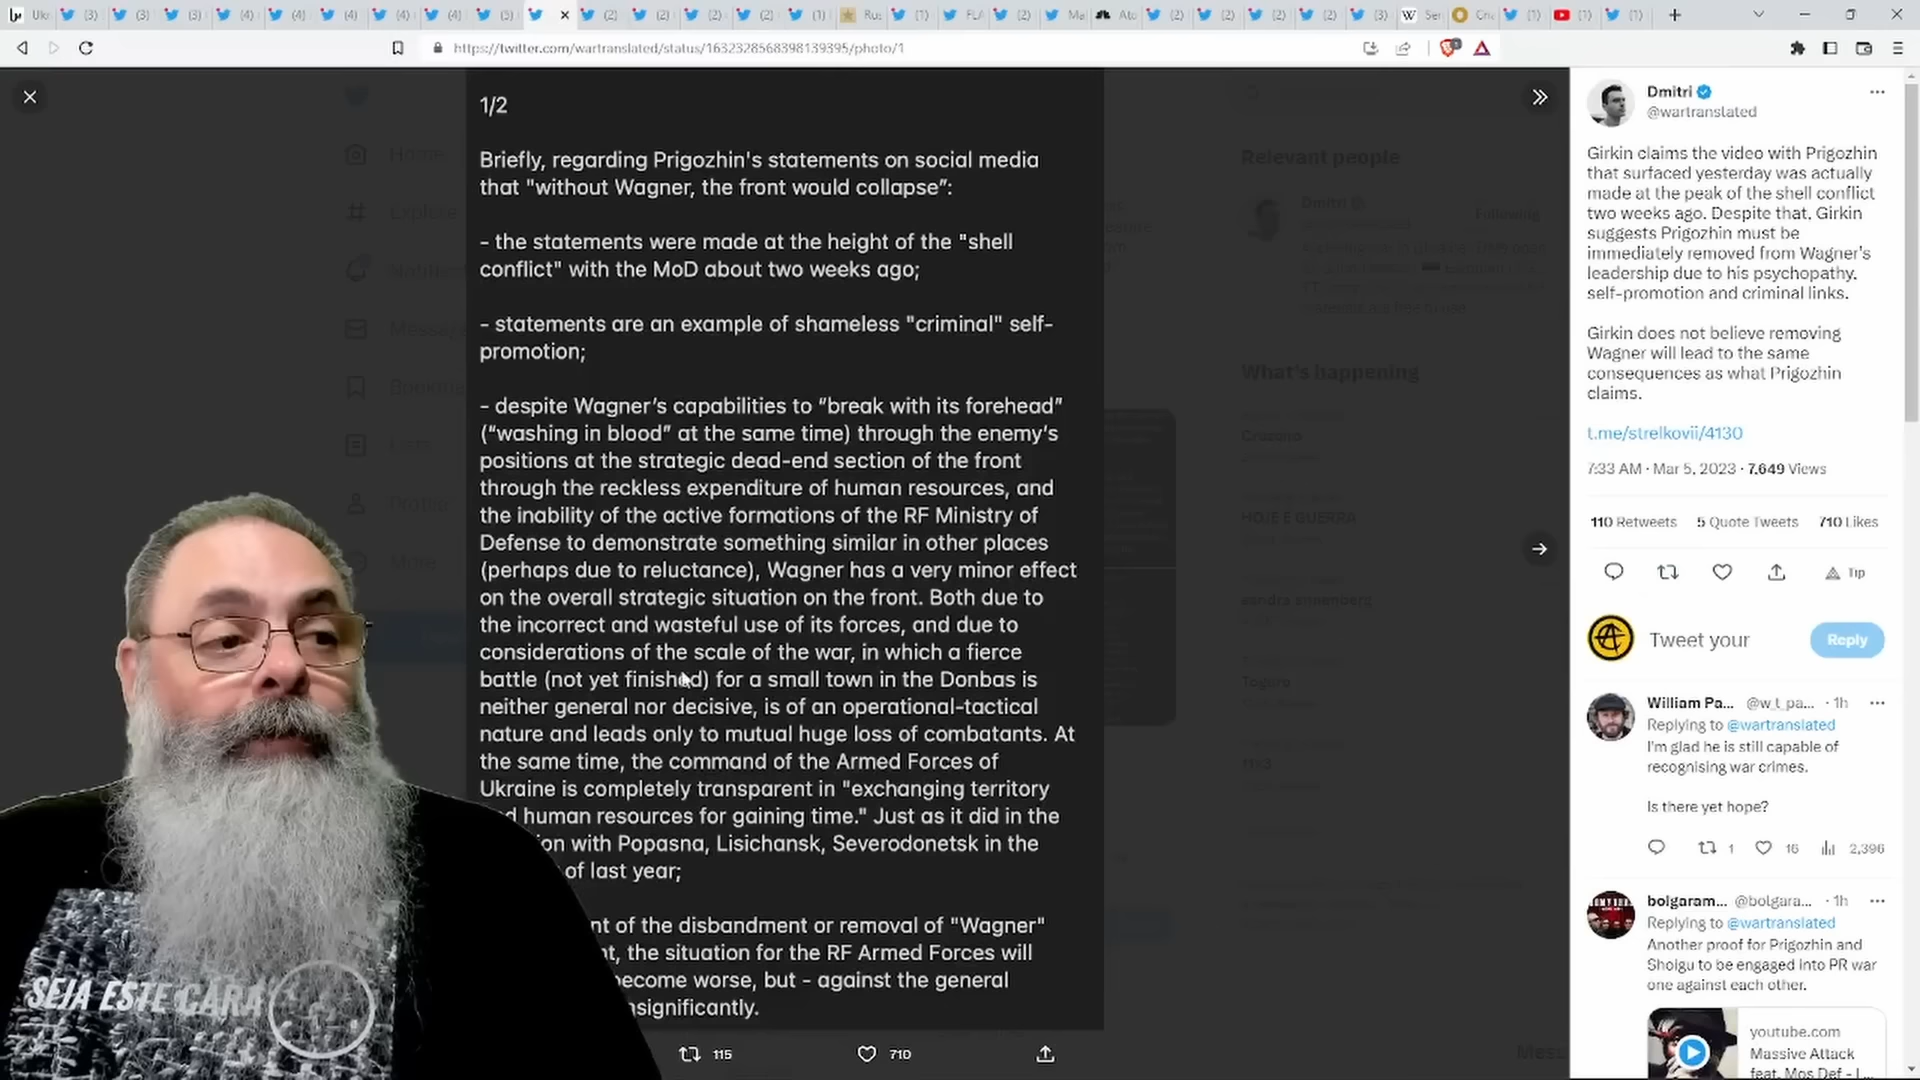 https://twitter.com/wartranslated/status/1632328568398139395/photo/1
1/2
Briefly, regarding Prigozhin's statements on social media
that "without Wagner, the front would collapse”:
- the statements were made at the height of the "shell
conflict" with the MoD about two weeks ago;
- statements are an example of shameless "criminal" self-
promotion;
- despite Wagner’s capabilities to “break with its forehead”
(“washing in blood” at the same time) through the enemy’s
positions at the strategic dead-end section of the front
through the reckless expenditure of human resources, and
the inability of the active formations of the RF Ministry of
Defense to demonstrate something similar in other places
(perhaps due to reluctance), Wagner has a very minor effect
on the overall strategic situation on the front. Both due to
the incorrect and wasteful use of its forces, and due to
considerations of the scale of the war, in which a fierce
battle (not yet finished) for a small town in the Donbas is
neither general nor decisive, is of an operational-tactical
nature and leads only to mutual huge loss of combatants. At
the same time, the command of the Armed Forces of
Ukraine is completely transparent in "exchanging territory
human resources for gaining time." Just as it did in the
with Popasna, Lisichansk, Severodonetsk in the
of last year;
of the disbandment or removal of "Wagner"
the situation for the RF Armed Forces will
become worse, but - against the general
115 710
Home
Explore
Relevant people
What's happening
HOJE É GUERRA
SEJA ESTE CARA
Dmitri
@wartranslated
Girkin claims the video with Prigozhin
that surfaced yesterday was actually
made at the peak of the shell conflict
two weeks ago. Despite that, Girkin
suggests Prigozhin must be
immediately removed from Wagner's
leadership due to his psychopathy,
self-promotion and criminal links.
Girkin does not believe removing
Wagner will lead to the same
consequences as what Prigozhin
claims.
t.me/strelkovii/4130
7:33 AM · Mar 5, 2023 · 7,649 Views
110 Retweets 5 Quote Tweets 710 Likes
Tip
Tweet your
Reply
William Pa... @w_t_pa... · 1h
Replying to @wartranslated
I'm glad he is still capable of
recognising war crimes.
Is there yet hope?
1 16 2,396
bolgaram... @bolgara... · 1h
Replying to @wartranslated
Another proof for Prigozhin and
Shoigu to be engaged into PR war
one against each other.
youtube.com
Massive Attack
feat. Mos Def - I...